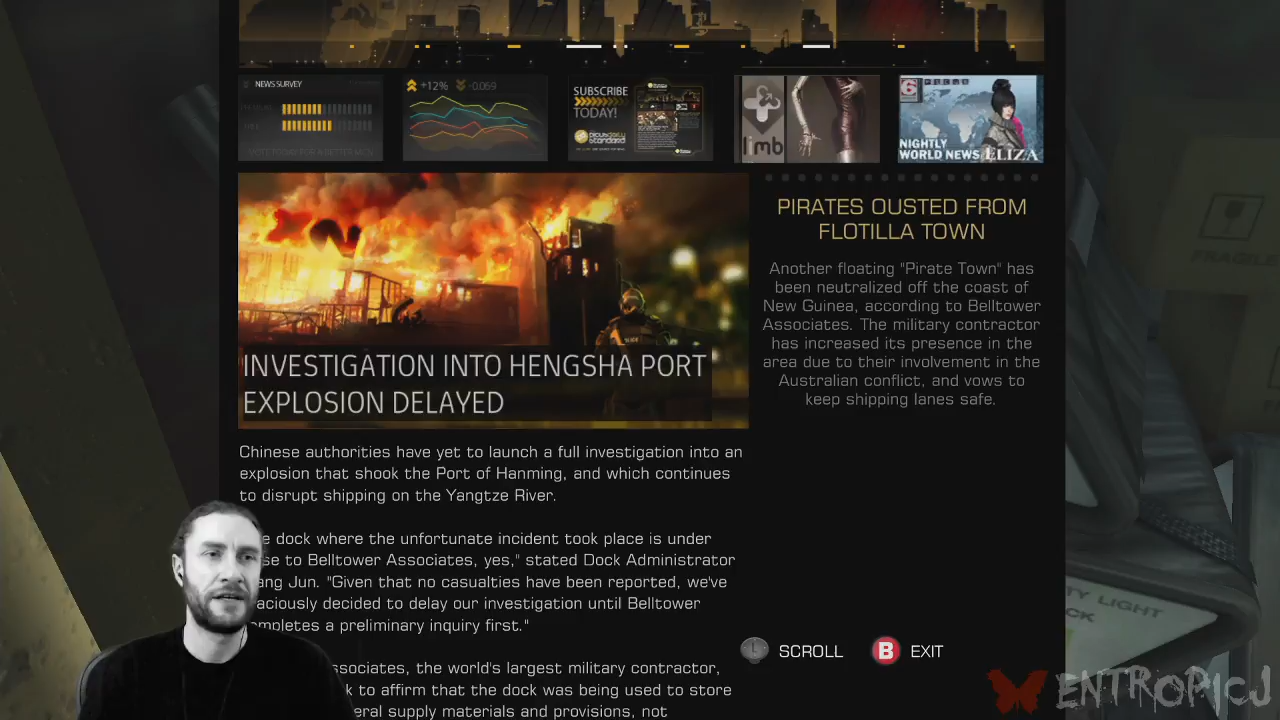 NEWS SURVEY
+12% -0.069
SUBSCRIBE
TODAY!
limb
6
NIGHTLY
WORLD NEWS ELIZA
PIRATES OUSTED FROM
FLOTILLA TOWN
Another floating "Pirate Town" has
been neutralized off the coast of
New Guinea, according to Belltower
Associates. The military contractor
has increased its presence in the
area due to their involvement in the
Australian conflict, and vows to
keep shipping lanes safe.
INVESTIGATION INTO HENGSHA PORT
EXPLOSION DELAYED
Chinese authorities have yet to launch a full investigation into an
explosion that shook the Port of Hanming, and which continues
to disrupt shipping on the Yangtze River.
dock where the unfortunate incident took place is under
to Belltower Associates, yes," stated Dock Administrator
Jun. "Given that no casualties have been reported, we've
decided to delay our investigation until Belltower
a preliminary inquiry first."
the world's largest military contractor,
to affirm that the dock was being used to store
supply materials and provisions, not
SCROLL
B EXIT
FRAGILE
LIGHT
ENTROPICJ